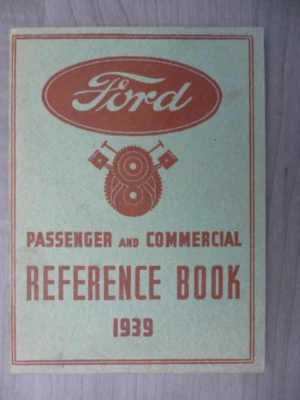 Ford
PASSENGER AND COMMERCIAL
REFERENCE BOOK
1939